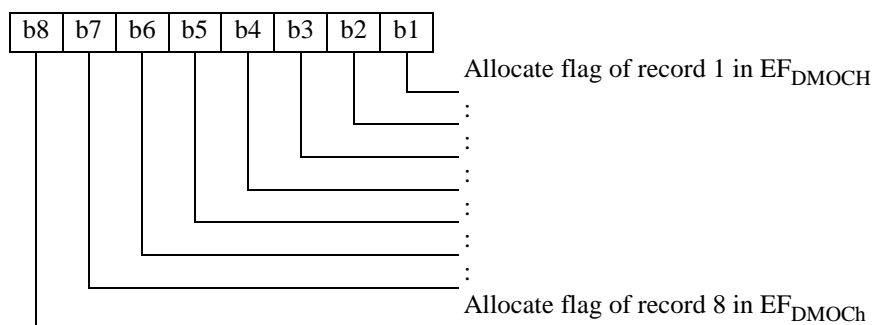 b8 b7 b6 b5 b4 b3 b2 b1
Allocate flag of record 1 in EFDMOCH
:
:
:
:
:
:
Allocate flag of record 8 in EFDMOCh